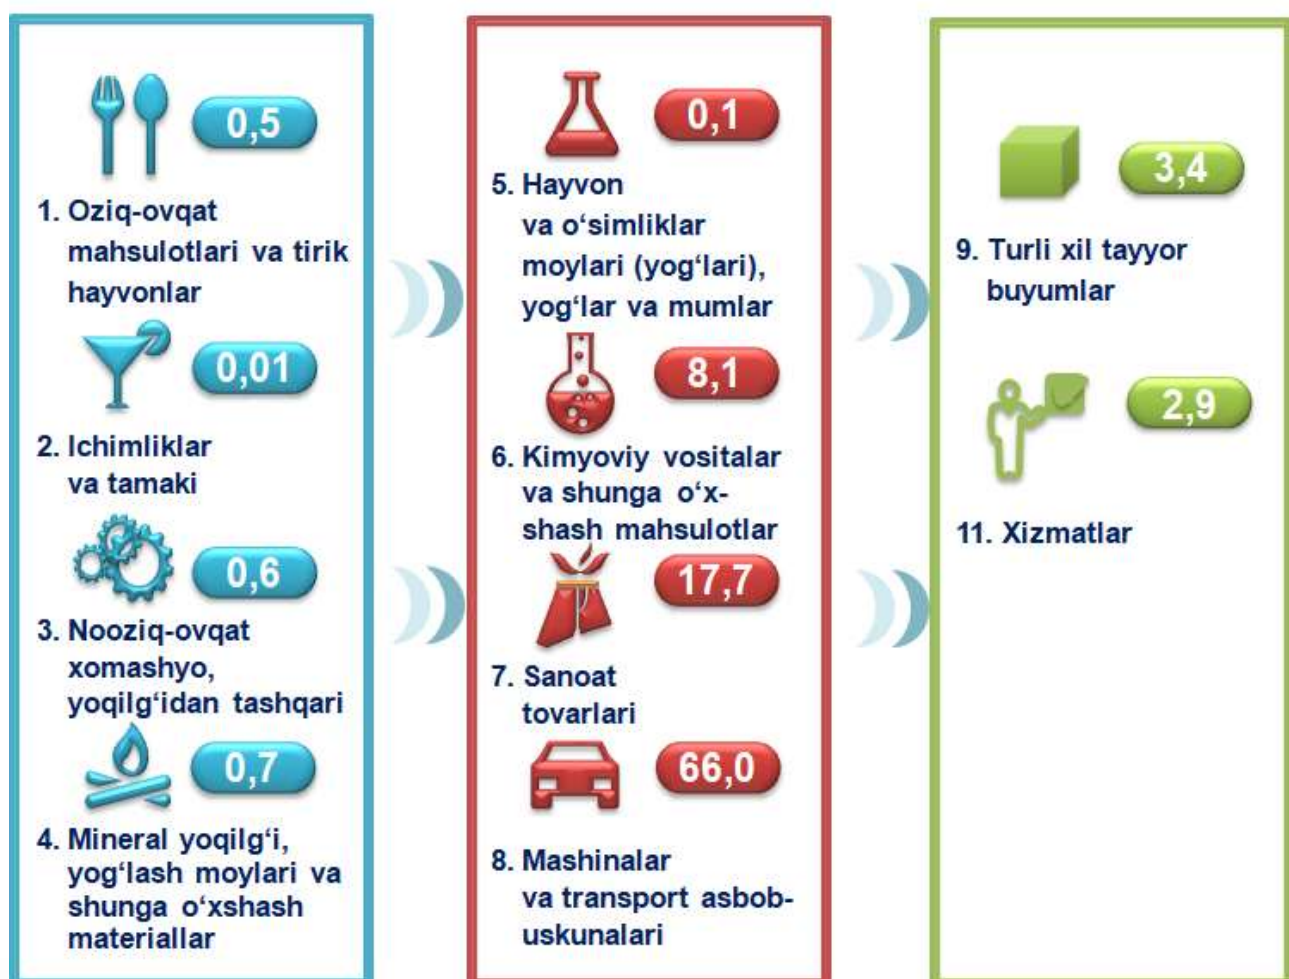 0,5
1. Oziq-ovqat
mahsulotlari va tirik
hayvonlar
0,01
2. Ichimliklar
va tamaki
0,6
3. Nooziq-ovqat
xomashyo,
yoqilg‘idan tashqari
0,7
4. Mineral yoqilg‘i,
yog‘lash moylari va
shunga o‘xshash
materiallar
0,1
5. Hayvon
va o‘simliklar
moylari (yog‘lari),
yog‘lar va mumlar
8,1
6. Kimyoviy vositalar
va shunga o‘x-
shash mahsulotlar
17,7
7. Sanoat
tovarlari
66,0
8. Mashinalar
va transport asbob-
uskunalari
3,4
9. Turli xil tayyor
buyumlar
2,9
11. Xizmatlar